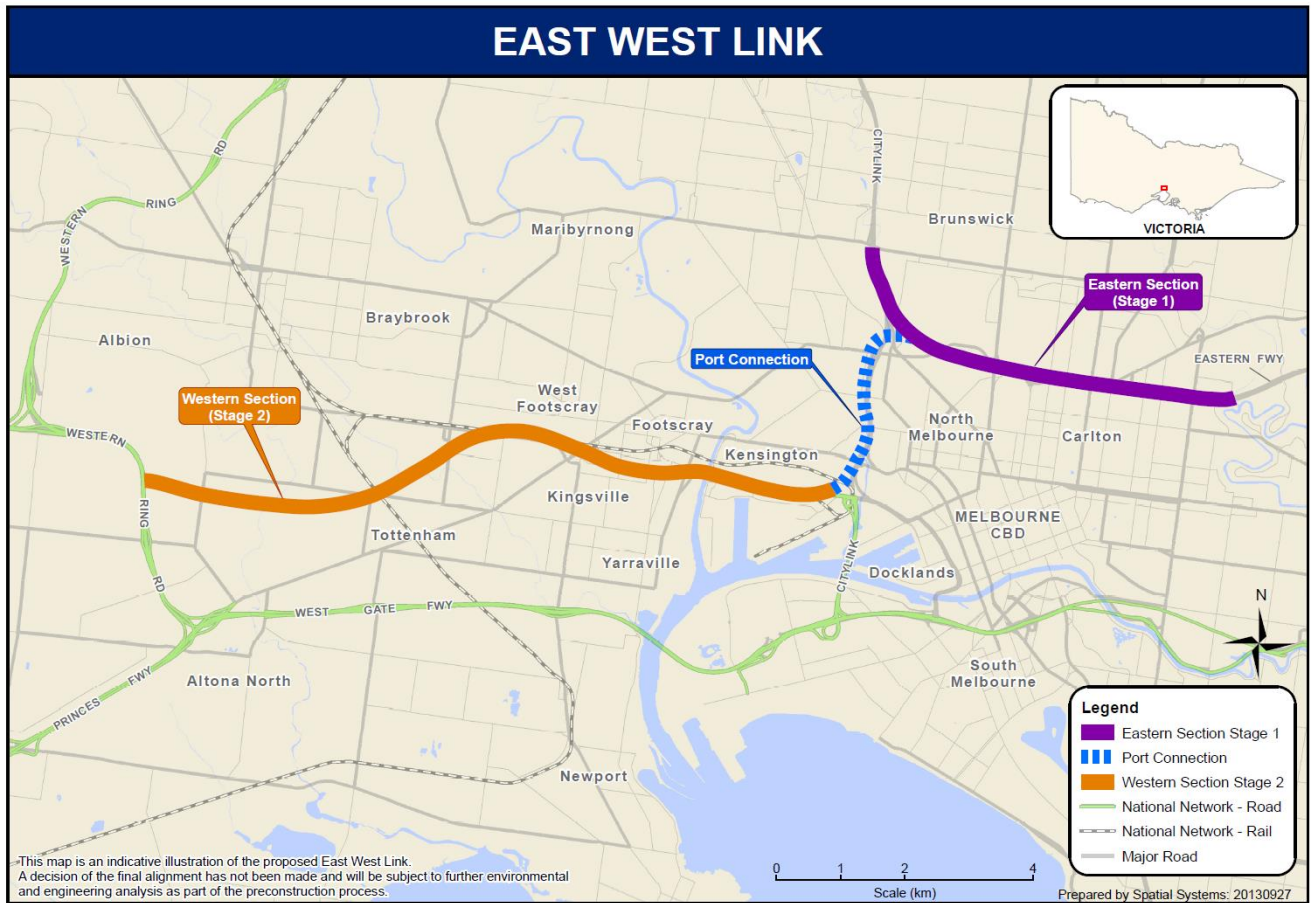 EAST WEST LINK
CITYLINK
Brunswick
VICTORIA
WESTERN
RING
RD
Maribyrnong
Eastern Section
(Stage 1)
Albion
Braybrook
Port Connection
EASTERN FWY
Western Section
(Stage 2)
West
Footscray
Footscray
North
Melbourne
Carlton
WESTERN
RING
RD
Kensington
Kingsville
Tottenham
MELBOURNE
CBD
Yarraville
CITYLINK
Docklands
WEST GATE FWY
N
PRINCES FWY
Altona North
South
Melbourne
Newport
Legend
Eastern Section Stage 1
Port Connection
Western Section Stage 2
National Network - Road
National Network - Rail
Major Road
This map is an indicative illustration of the proposed East West Link.
A decision of the final alignment has not been made and will be subject to further environmental
and engineering analysis as part of the preconstruction process.
0 1 2 4
Scale (km)
Prepared by Spatial Systems: 20130927